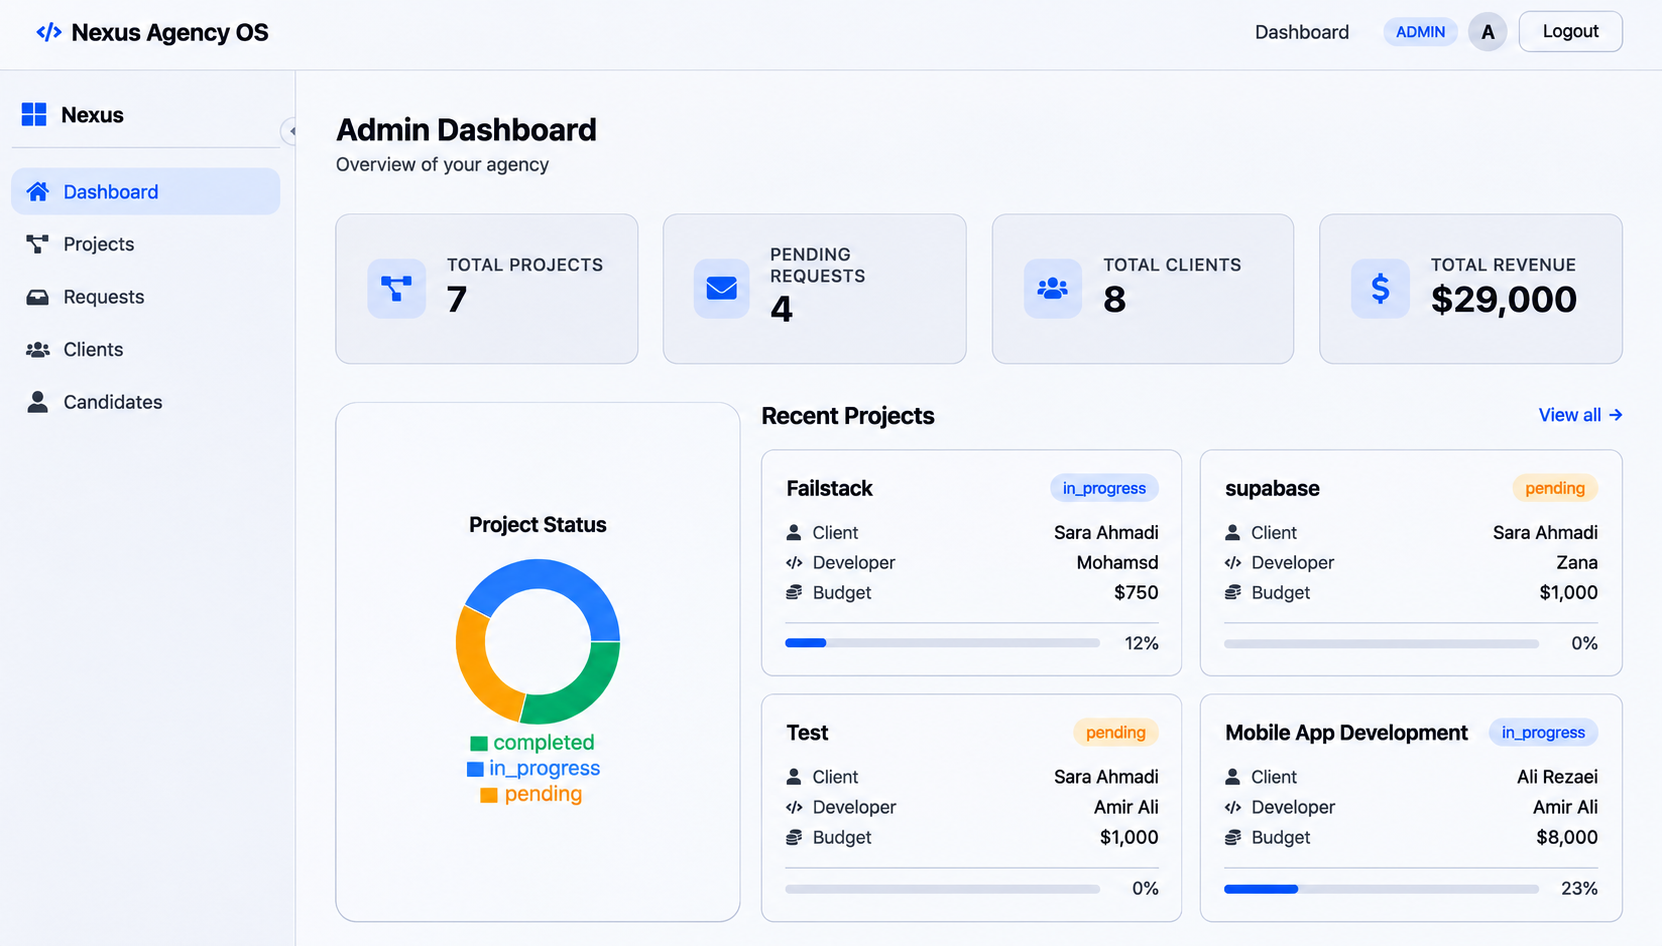 Nexus Agency OS
Dashboard
ADMIN
A
Logout
Nexus
Dashboard
Projects
Requests
Clients
Candidates
Admin Dashboard
Overview of your agency
TOTAL PROJECTS
7
PENDING
REQUESTS
4
TOTAL CLIENTS
8
TOTAL REVENUE
$29,000
Project Status
completed
in_progress
pending
Recent Projects
View all →
Failstack
in_progress
Client Sara Ahmadi
Developer Mohamsd
Budget $750
12%
supabase
pending
Client Sara Ahmadi
Developer Zana
Budget $1,000
0%
Test
pending
Client Sara Ahmadi
Developer Amir Ali
Budget $1,000
0%
Mobile App Development
in_progress
Client Ali Rezaei
Developer Amir Ali
Budget $8,000
23%